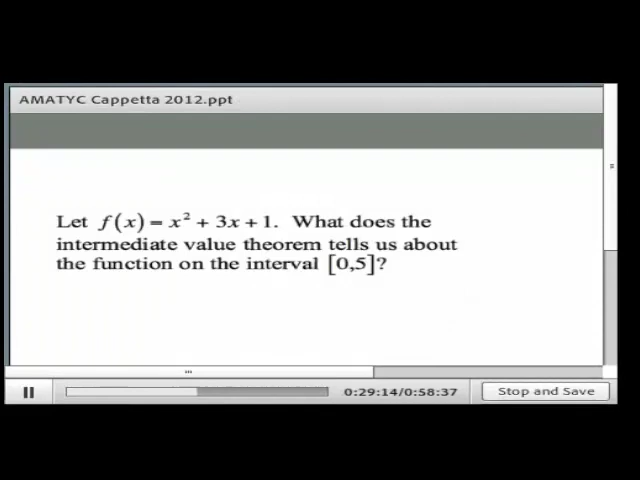 AMATYC Cappetta 2012.ppt
Let f(x) = x² + 3x + 1. What does the
intermediate value theorem tells us about
the function on the interval [0,5]?
0:29:14/0:58:37
Stop and Save